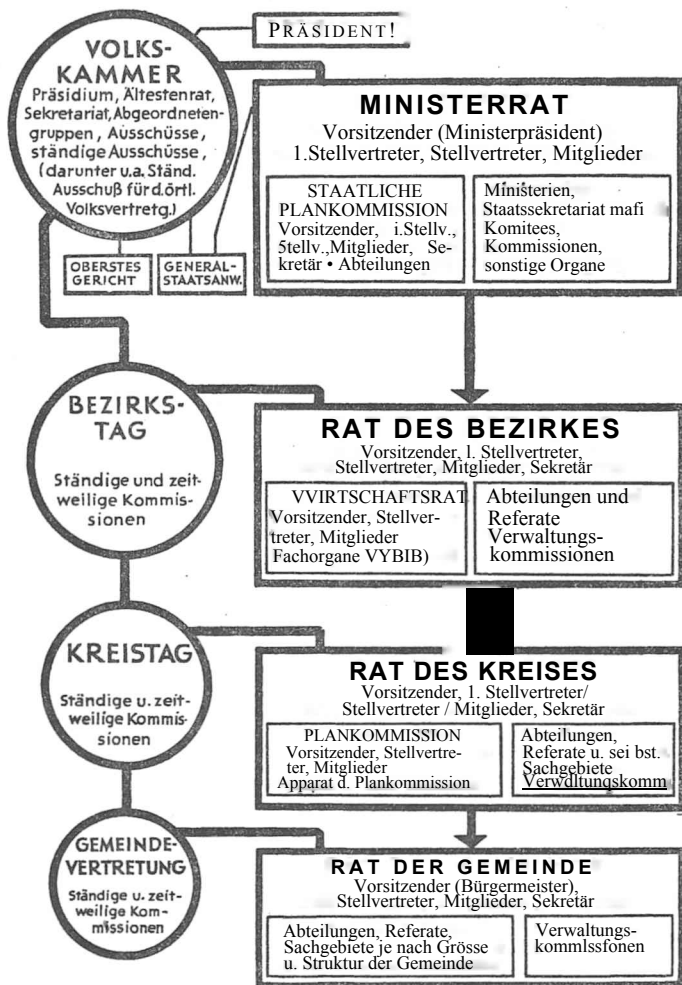 PRÄSIDENT!
VOLKS-
KAMMER
Präsidium, Ältestenrat,
Sekretariat,Abgeordneten-
gruppen, Ausschüsse,
ständige Ausschüsse,
(darunter u.a. Ständ.
Ausschuß für d.örtl.
Volksvertretg.)
OBERSTES
GERICHT
GENERAL-
STAATSANW.
MINISTERRAT
Vorsitzender (Ministerpräsident)
1.Stellvertreter, Stellvertreter, Mitglieder
STAATLICHE
PLANKOMMISSION
Vorsitzender, i.Stellv.,
5tellv.,Mitglieder, Se-
kretär • Abteilungen
Ministerien,
Staatssekretariat mafi
Komitees,
Kommissionen,
sonstige Organe
BEZIRKS-
TAG
Ständige und zeit-
weilige Kommis-
sionen
RAT DES BEZIRKES
Vorsitzender, l. Stellvertreter,
Stellvertreter, Mitglieder, Sekretär
VVIRTSCHAFTSRAT
Vorsitzender, Stellver-
treter, Mitglieder
Fachorgane VYBIB)
Abteilungen und
Referate
Verwaltungs-
kommissionen
KREISTAG
Ständige u. zeit-
weilige Kommis-
sionen
RAT DES KREISES
Vorsitzender, 1. Stellvertreter/
Stellvertreter / Mitglieder, Sekretär
PLANKOMMISSION
Vorsitzender, Stellvertre-
ter, Mitglieder
Apparat d. Plankommission
Abteilungen,
Referate u. sei bst.
Sachgebiete
Verwdltunqskomm
GEMEINDE-
VERTRETUNG
Ständige u. zeit-
weilige Kom-
missionen
RAT DER GEMEINDE
Vorsitzender (Bürgermeister),
Stellvertreter, Mitglieder, Sekretär
Abteilungen, Referate,
Sachgebiete je nach Grösse
u. Struktur der Gemeinde
Verwaltungs-
kommlssfonen